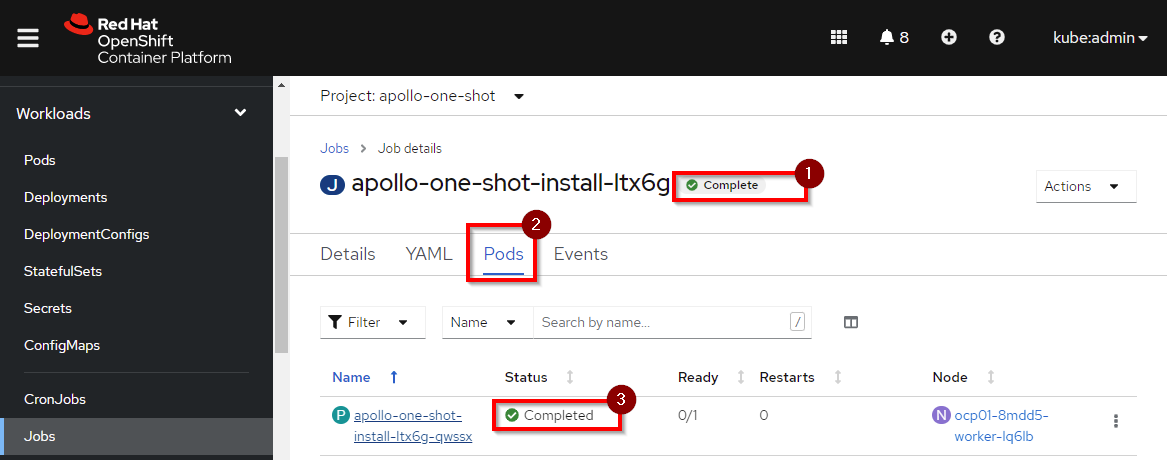 Red Hat
OpenShift
Container Platform
8
kube:admin
Workloads
Pods
Deployments
DeploymentConfigs
StatefulSets
Secrets
ConfigMaps
CronJobs
Jobs
Project: apollo-one-shot
Jobs > Job details
J apollo-one-shot-install-ltx6g Complete 1
Actions
2
Details YAML Pods Events
Filter Name Search by name... /
Name Status Ready Restarts Node
3
P apollo-one-shot-install-ltx6g-qwssx Completed 0/1 0 N ocp01-8mdd5-worker-lq6lb